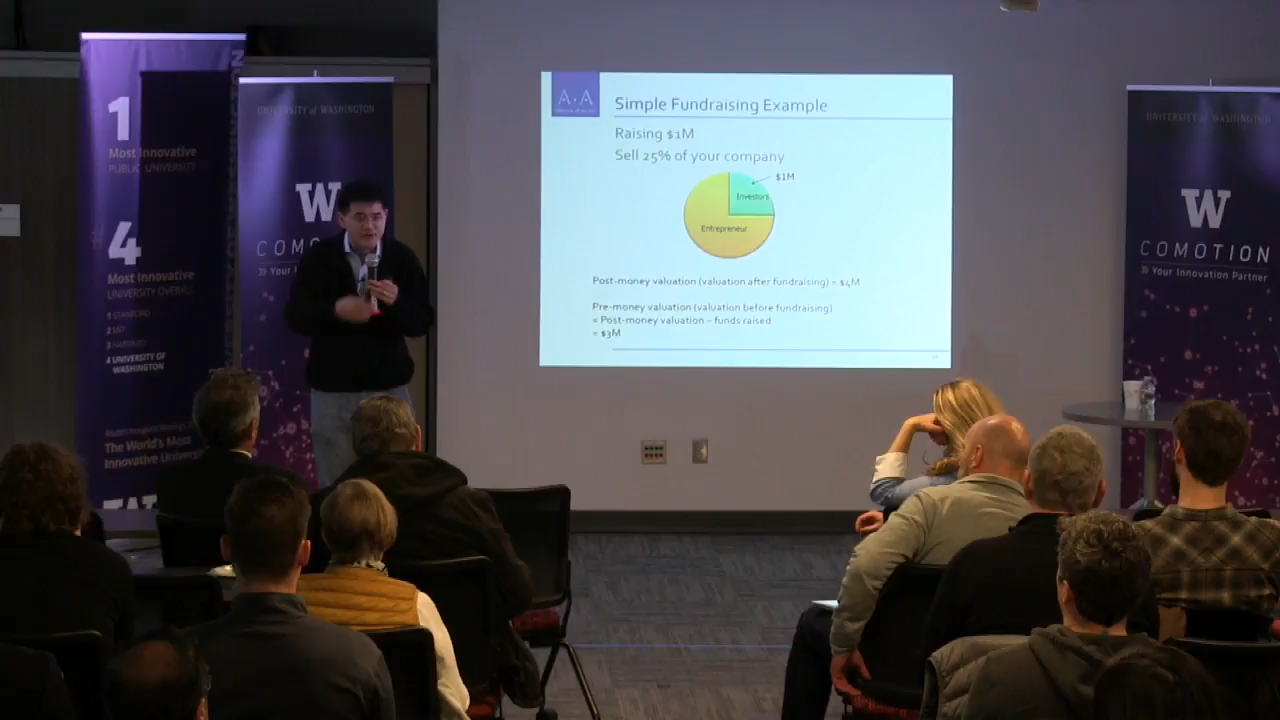 1
Most Innovative
PUBLIC UNIVERSITY
4
Most Innovative
UNIVERSITY OVERALL
1 STANFORD
2 MIT
3 HARVARD
4 UNIVERSITY OF
WASHINGTON
The World's Most
Innovative
UNIVERSITY of WASHINGTON
W
COMO
» Your
A·A
Simple Fundraising Example
Raising $1M
Sell 25% of your company
$1M
Investors
Entrepreneur
Post-money valuation (valuation after fundraising) = $4M
Pre-money valuation (valuation before fundraising)
= Post-money valuation – funds raised
= $3M
UNIVERSITY of WASHINGTON
W
COMOTION
» Your Innovation Partner